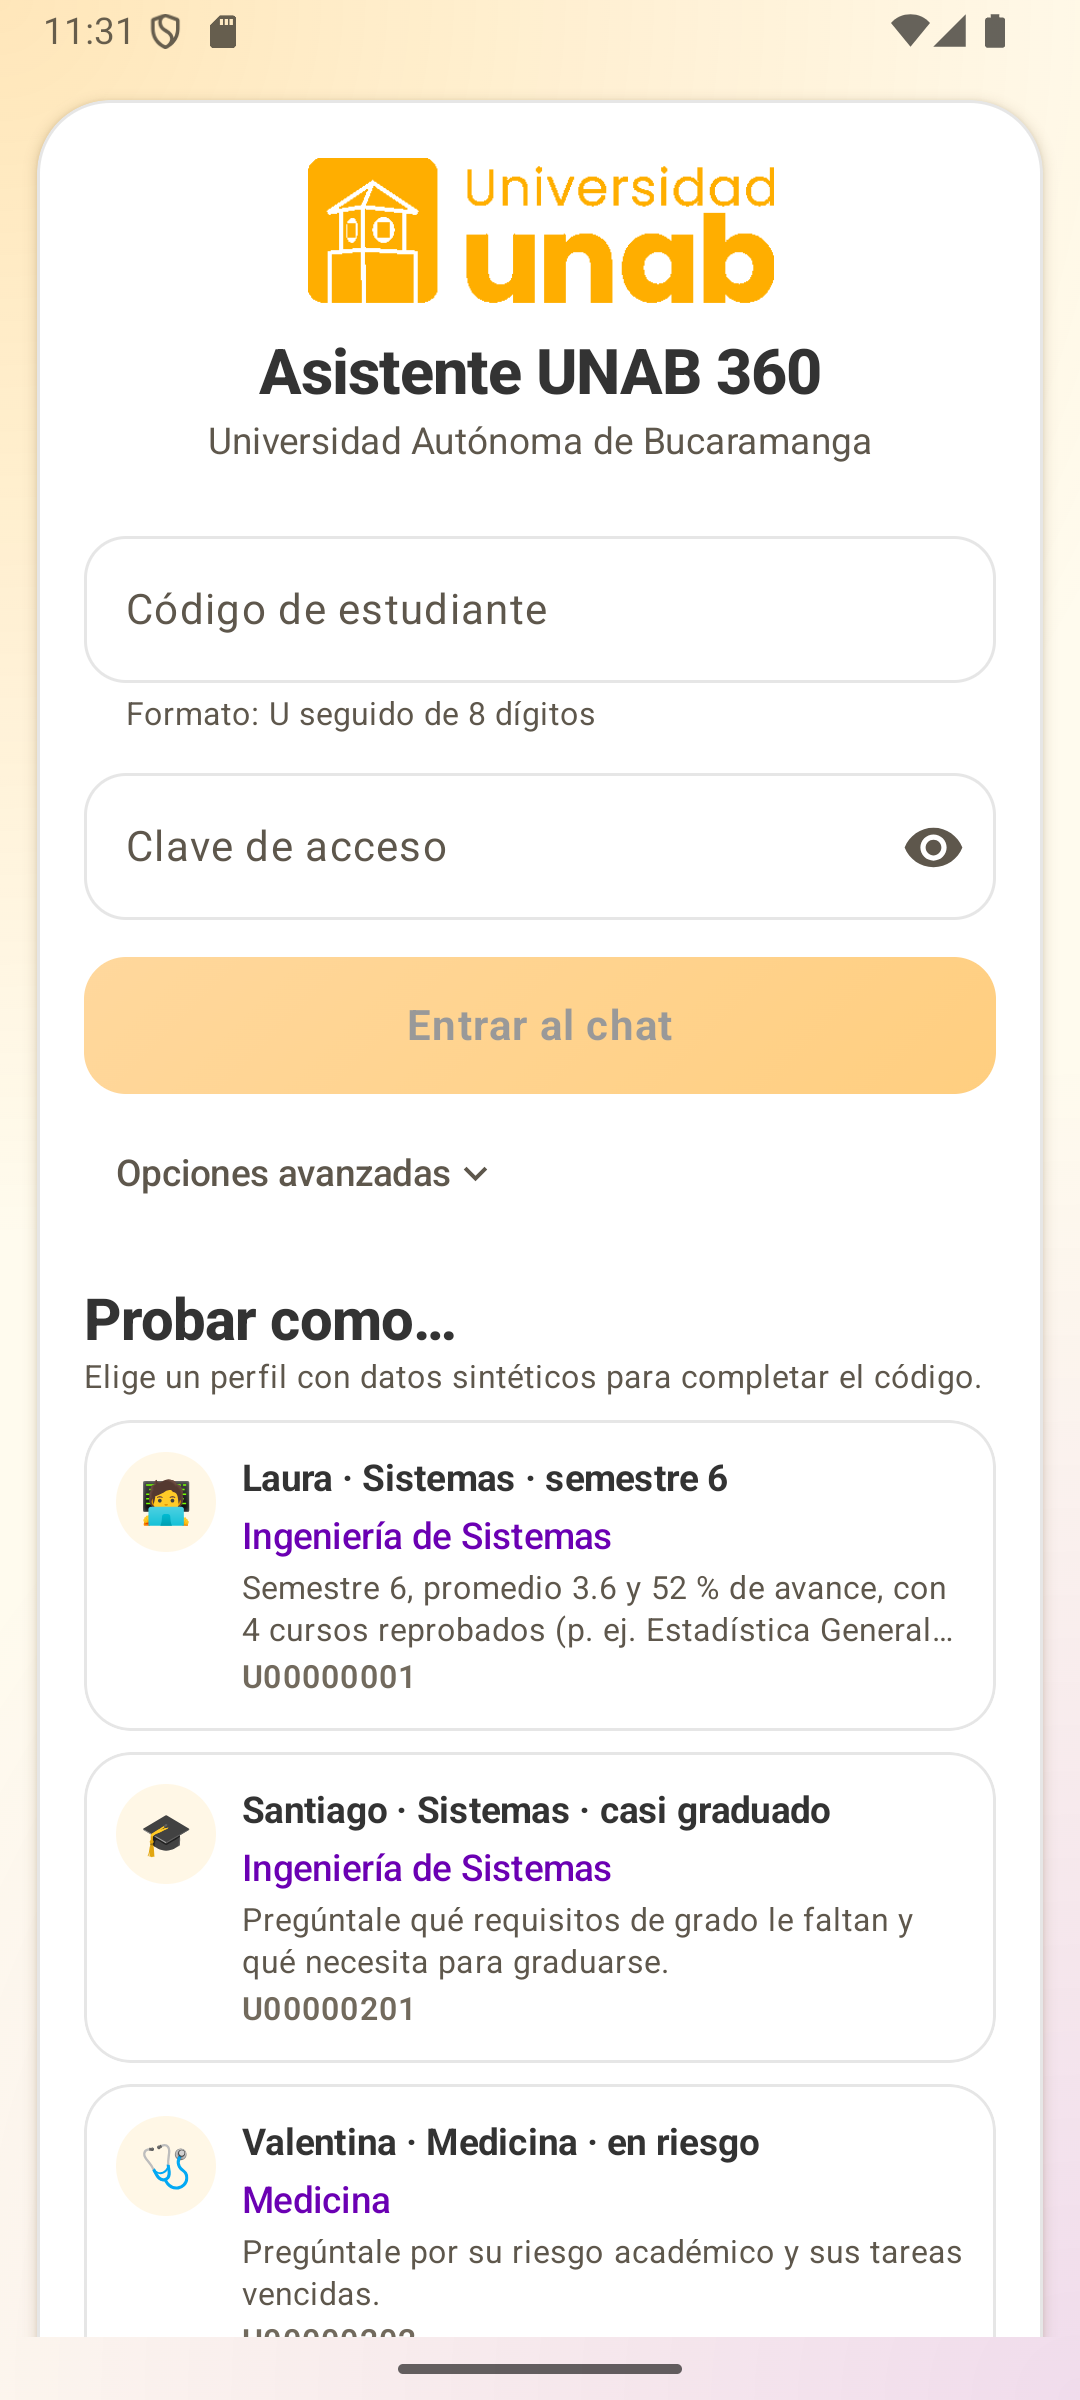 11:31
Universidad
unab
Asistente UNAB 360
Universidad Autónoma de Bucaramanga
Código de estudiante
Formato: U seguido de 8 dígitos
Clave de acceso
Entrar al chat
Opciones avanzadas
Probar como...
Elige un perfil con datos sintéticos para completar el código.
Laura · Sistemas · semestre 6
Ingeniería de Sistemas
Semestre 6, promedio 3.6 y 52 % de avance, con
4 cursos reprobados (p. ej. Estadística General...
U00000001
Santiago · Sistemas · casi graduado
Ingeniería de Sistemas
Pregúntale qué requisitos de grado le faltan y
qué necesita para graduarse.
U00000201
Valentina · Medicina · en riesgo
Medicina
Pregúntale por su riesgo académico y sus tareas
vencidas.